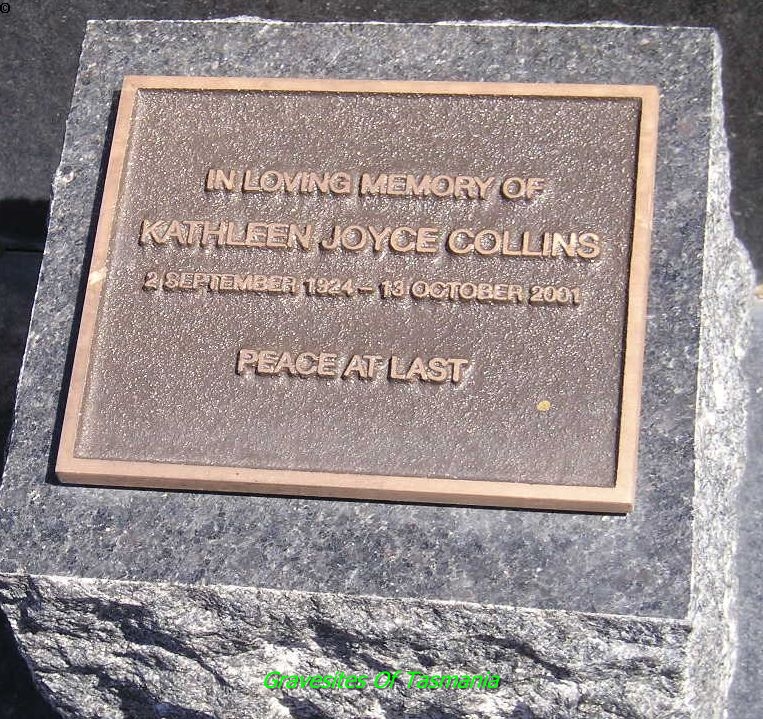 ©
IN LOVING MEMORY OF
KATHLEEN JOYCE COLLINS
2 SEPTEMBER 1924 – 13 OCTOBER 2001
PEACE AT LAST
Gravesites Of Tasmania